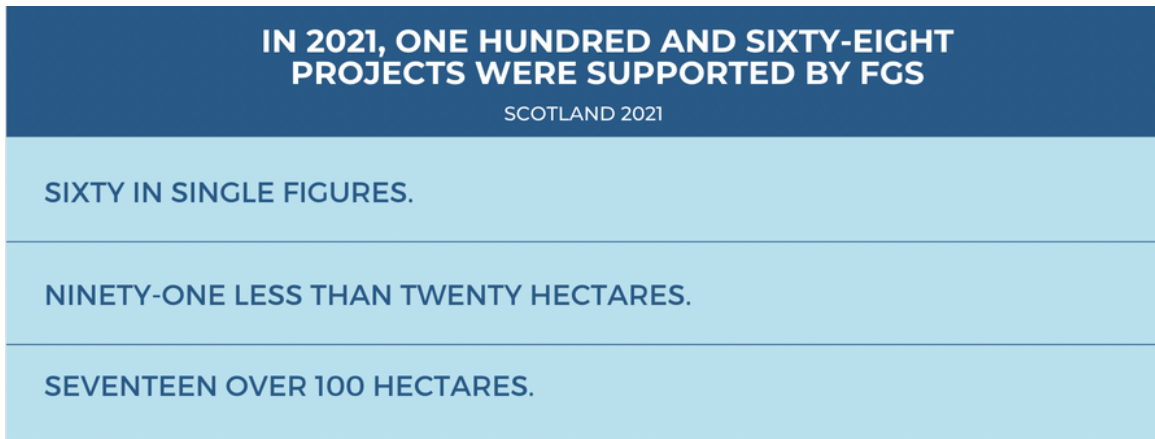 IN 2021, ONE HUNDRED AND SIXTY-EIGHT
PROJECTS WERE SUPPORTED BY FGS
SCOTLAND 2021
SIXTY IN SINGLE FIGURES.
NINETY-ONE LESS THAN TWENTY HECTARES.
SEVENTEEN OVER 100 HECTARES.